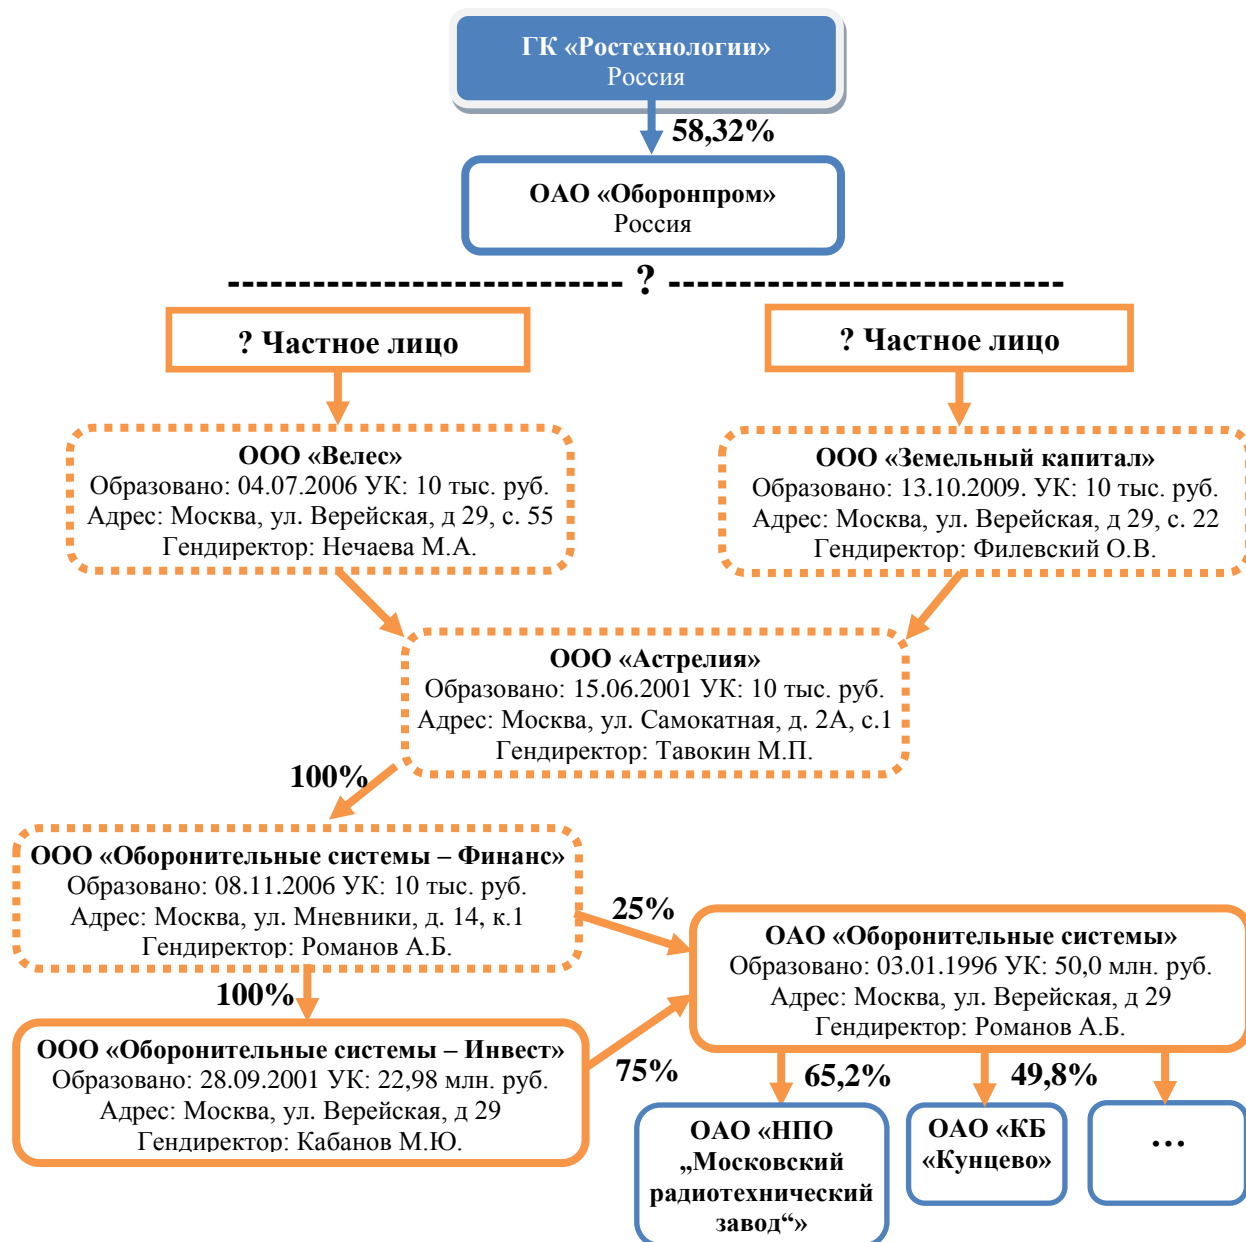 ГК «Ростехнологии»
Россия
58,32%
ОАО «Оборонпром»
Россия
?
? Частное лицо
? Частное лицо
ООО «Велес»
Образовано: 04.07.2006 УК: 10 тыс. руб.
Адрес: Москва, ул. Верейская, д 29, с. 55
Гендиректор: Нечаева М.А.
ООО «Земельный капитал»
Образовано: 13.10.2009. УК: 10 тыс. руб.
Адрес: Москва, ул. Верейская, д 29, с. 22
Гендиректор: Филевский О.В.
ООО «Астрелия»
Образовано: 15.06.2001 УК: 10 тыс. руб.
Адрес: Москва, ул. Самокатная, д. 2А, с.1
Гендиректор: Тавокин М.П.
100%
ООО «Оборонительные системы – Финанс»
Образовано: 08.11.2006 УК: 10 тыс. руб.
Адрес: Москва, ул. Мневники, д. 14, к.1
Гендиректор: Романов А.Б.
25%
ОАО «Оборонительные системы»
Образовано: 03.01.1996 УК: 50,0 млн. руб.
Адрес: Москва, ул. Верейская, д 29
Гендиректор: Романов А.Б.
100%
ООО «Оборонительные системы – Инвест»
Образовано: 28.09.2001 УК: 22,98 млн. руб.
Адрес: Москва, ул. Верейская, д 29
Гендиректор: Кабанов М.Ю.
75%
65,2%
49,8%
ОАО «НПО
„Московский
радиотехнический
завод“»
ОАО «КБ
«Кунцево»
…